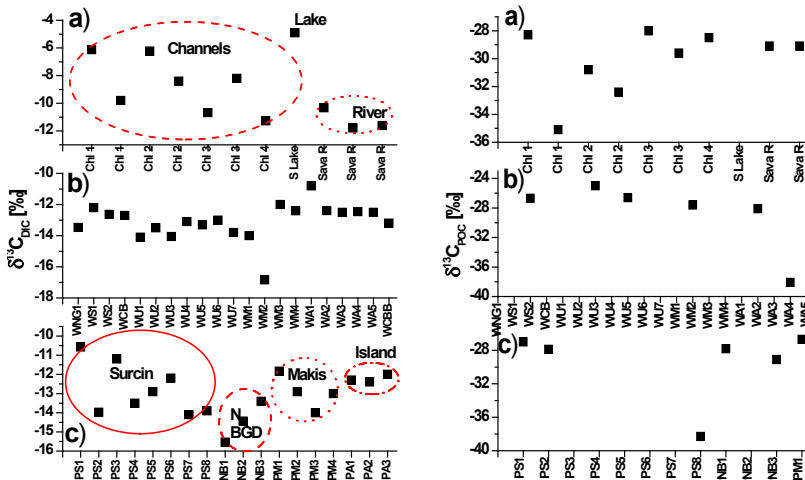 a)
Lake
Channels
River
-4
-6
-8
-10
-12
Chl 1
Chl 1
Chl 2
Chl 2
Chl 3
Chl 3
Chl 4
S Lake
Sava R
Sava R
Sava R
b)
δ13CDIC [‰]
-10
-12
-14
-16
-18
WNG1
WS1
WS2
WCB
WU1
WU2
WU3
WU4
WU5
WU6
WU7
WM1
WM2
WM3
WM4
WA1
WA2
WA3
WA4
WA5
WCBB
c)
Surcin
N
BGD
Makis
Island
-10
-11
-12
-13
-14
-15
-16
PS1
PS2
PS3
PS4
PS5
PS6
PS7
PS8
NB1
NB2
NB3
PM1
PM2
PM3
PM4
PA1
PA2
PA3
a)
-28
-30
-32
-34
-36
Chl 1
Chl 1
Chl 2
Chl 2
Chl 3
Chl 3
Chl 4
S Lake
Sava R
Sava R
b)
δ13CPOC [‰]
-24
-28
-32
-36
-40
WNG1
WS1
WS2
WCB
WU1
WU2
WU3
WU4
WU5
WU6
WU7
WM1
WM2
WM3
WM4
WA1
WA2
WA3
WA4
WA5
c)
-28
-32
-36
-40
PS1
PS2
PS3
PS4
PS5
PS6
PS7
PS8
NB1
NB2
NB3
PM1